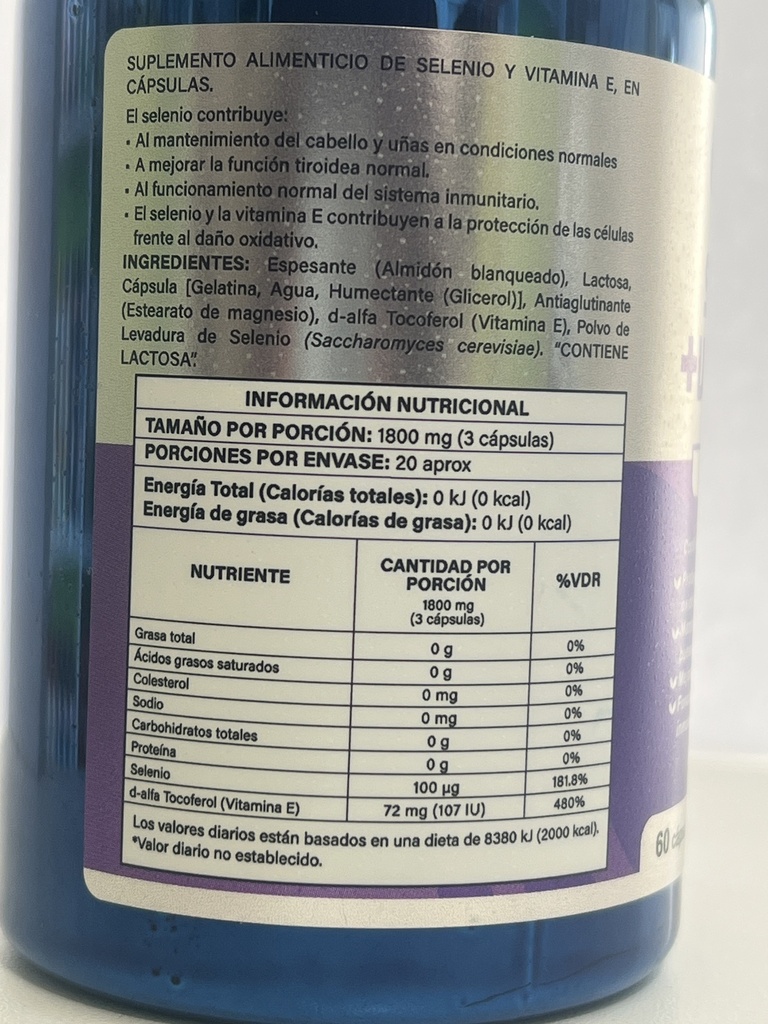 SUPLEMENTO ALIMENTICIO DE SELENIO Y VITAMINA E, EN
CÁPSULAS.
El selenio contribuye:
• Al mantenimiento del cabello y uñas en condiciones normales
• A mejorar la función tiroidea normal.
• Al funcionamiento normal del sistema inmunitario.
• El selenio y la vitamina E contribuyen a la protección de las células
frente al daño oxidativo.
INGREDIENTES: Espesante (Almidón blanqueado), Lactosa,
Cápsula [Gelatina, Agua, Humectante (Glicerol)], Antiaglutinante
(Estearato de magnesio), d-alfa Tocoferol (Vitamina E), Polvo de
Levadura de Selenio (Saccharomyces cerevisiae). "CONTIENE
LACTOSA".
INFORMACIÓN NUTRICIONAL
TAMAÑO POR PORCIÓN: 1800 mg (3 cápsulas)
PORCIONES POR ENVASE: 20 aprox
Energía Total (Calorías totales): 0 kJ (0 kcal)
Energía de grasa (Calorías de grasa): 0 kJ (0 kcal)
NUTRIENTE CANTIDAD POR PORCIÓN 1800 mg (3 cápsulas) %VDR
Grasa total 0 g 0%
Ácidos grasos saturados 0 g 0%
Colesterol 0 mg 0%
Sodio 0 mg 0%
Carbohidratos totales 0 g 0%
Proteína 0 g 0%
Selenio 100 µg 181.8%
d-alfa Tocoferol (Vitamina E) 72 mg (107 IU) 480%
Los valores diarios están basados en una dieta de 8380 kJ (2000 kcal).
*Valor diario no establecido.
60